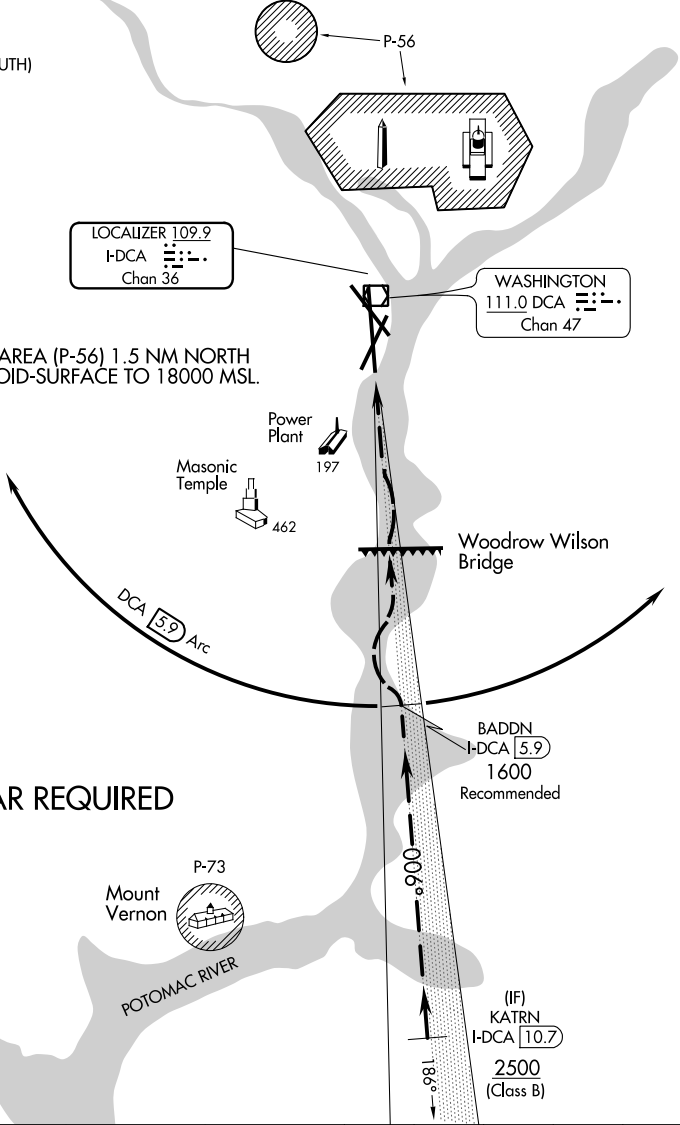 P-56
UTH)
LOCALIZER 109.9
I-DCA
Chan 36
WASHINGTON
111.0 DCA
Chan 47
AREA (P-56) 1.5 NM NORTH
OID-SURFACE TO 18000 MSL.
Power
Plant
197
Masonic
Temple
462
Woodrow Wilson
Bridge
DCA 5.9 Arc
BADDN
I-DCA 5.9
1600
Recommended
AR REQUIRED
P-73
Mount
Vernon
006°
POTOMAC RIVER
(IF)
KATRN
I-DCA 10.7
2500
(Class B)
186°